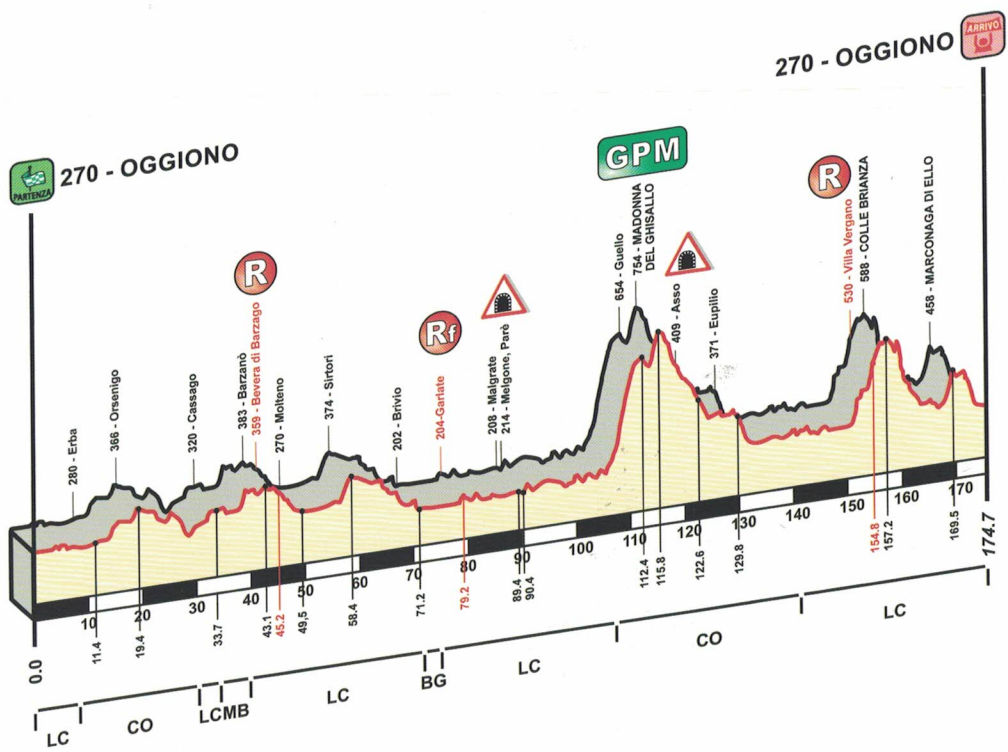 ARRIVO
270 - OGGIONO
PARTENZA
270 - OGGIONO
GPM
R
R
Rf
280 - Erba
366 - Orsenigo
320 - Cassago
383 - Barzanò
359 - Bevera di Barzago
270 - Molteno
374 - Sirtori
202 - Brivio
204-Garlate
208 - Malgrate
214 - Melgone, Parè
654 - Guello
754 - MADONNA
DEL GHISALLO
409 - Asso
371 - Eupilio
530 - Villa Vergano
588 - COLLE BRIANZA
458 - MARCONAGA DI ELLO
10
20
30
40
50
60
70
80
90
100
110
120
130
140
150
160
170
0.0
11.4
19.4
33.7
43.1
45.2
49,5
58.4
71.2
79.2
89.4
90.4
112.4
115.8
122.6
129.8
154.8
157.2
169.5
174.7
LC
CO
LC
MB
LC
BG
LC
CO
LC